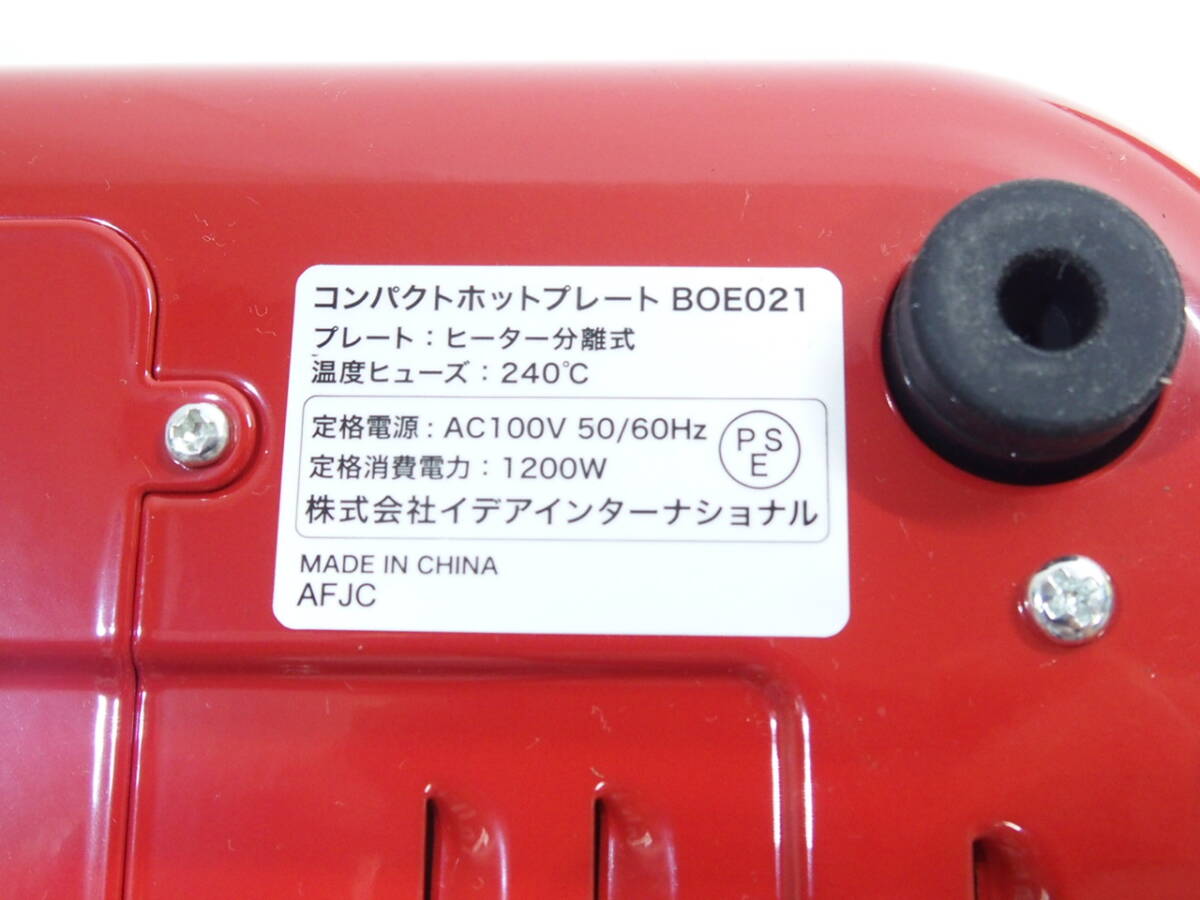 コンパクトホットプレート BOE021
プレート：ヒーター分離式
温度ヒューズ：240℃
定格電源：AC100V 50/60Hz
定格消費電力：1200W
PSE
株式会社イデアインターナショナル
MADE IN CHINA
AFJC